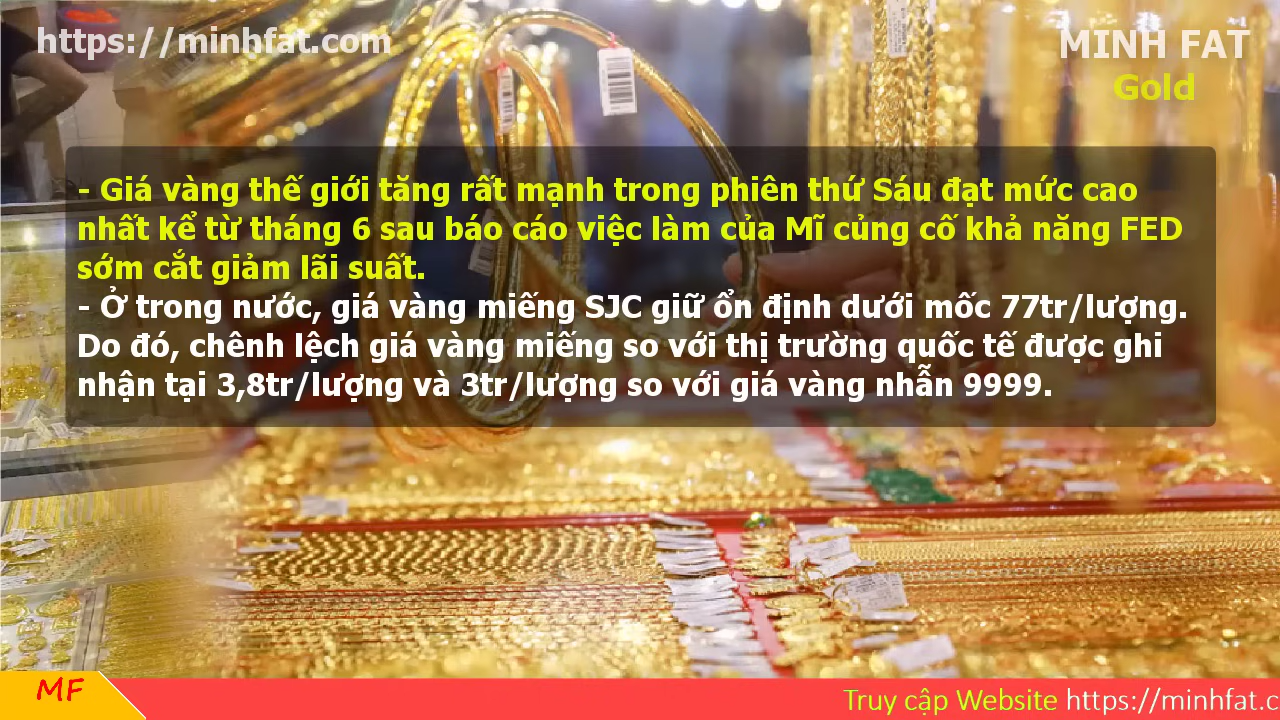 https://minhfat.com
MINH FAT
Gold
- Giá vàng thế giới tăng rất mạnh trong phiên thứ Sáu đạt mức cao
nhất kể từ tháng 6 sau báo cáo việc làm của Mĩ củng cố khả năng FED
sớm cắt giảm lãi suất.
- Ở trong nước, giá vàng miếng SJC giữ ổn định dưới mốc 77tr/lượng.
Do đó, chênh lệch giá vàng miếng so với thị trường quốc tế được ghi
nhận tại 3,8tr/lượng và 3tr/lượng so với giá vàng nhẫn 9999.
MF
Truy cập Website https://minhfat.c